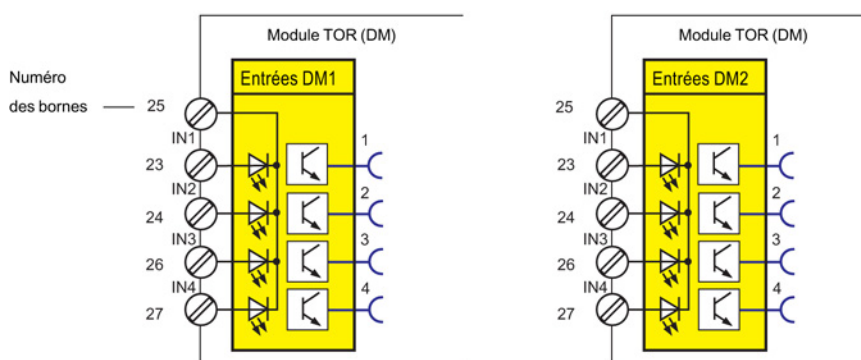 Module TOR (DM)
Numéro
des bornes
Entrées DM1
25
IN1
1
23
IN2
2
24
IN3
3
26
IN4
4
27
Module TOR (DM)
Entrées DM2
25
IN1
1
23
IN2
2
24
IN3
3
26
IN4
4
27